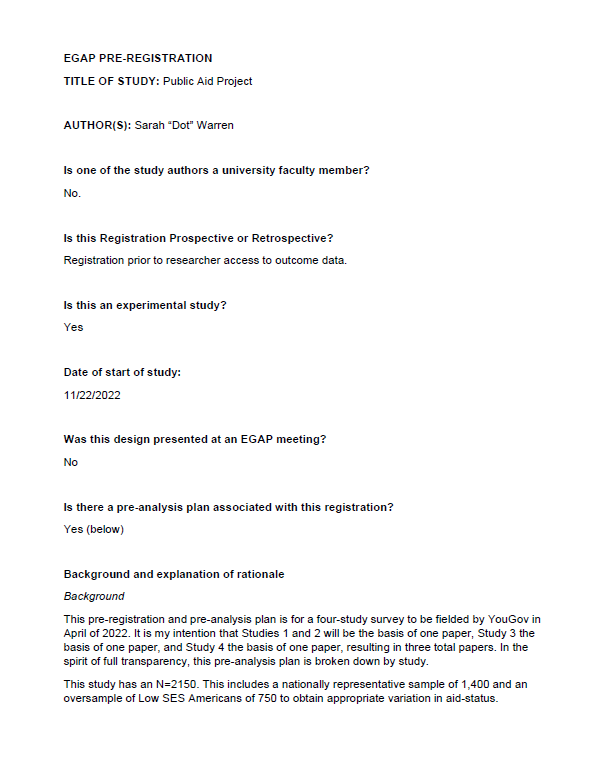 EGAP PRE-REGISTRATION
TITLE OF STUDY: Public Aid Project
AUTHOR(S): Sarah “Dot” Warren
Is one of the study authors a university faculty member?
No.
Is this Registration Prospective or Retrospective?
Registration prior to researcher access to outcome data.
Is this an experimental study?
Yes
Date of start of study:
11/22/2022
Was this design presented at an EGAP meeting?
No
Is there a pre-analysis plan associated with this registration?
Yes (below)
Background and explanation of rationale
Background
This pre-registration and pre-analysis plan is for a four-study survey to be fielded by YouGov in
April of 2022. It is my intention that Studies 1 and 2 will be the basis of one paper, Study 3 the
basis of one paper, and Study 4 the basis of one paper, resulting in three total papers. In the
spirit of full transparency, this pre-analysis plan is broken down by study.
This study has an N=2150. This includes a nationally representative sample of 1,400 and an
oversample of Low SES Americans of 750 to obtain appropriate variation in aid-status.